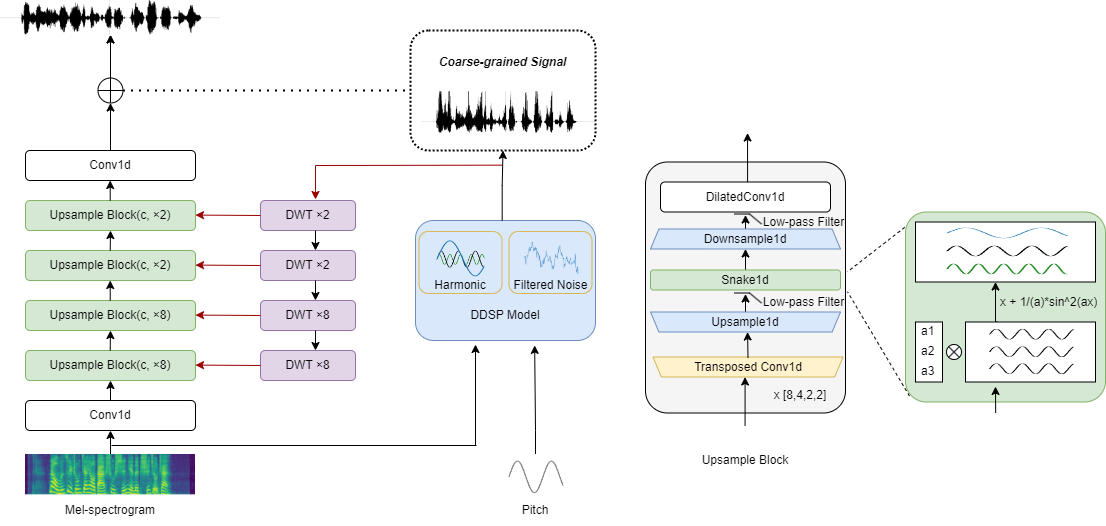 Coarse-grained Signal
Conv1d
Upsample Block(c, ×2)
DWT ×2
Upsample Block(c, ×2)
DWT ×2
Upsample Block(c, ×8)
DWT ×8
Upsample Block(c, ×8)
DWT ×8
Conv1d
Mel-spectrogram
Harmonic
Filtered Noise
DDSP Model
Pitch
DilatedConv1d
Low-pass Filter
Downsample1d
Snake1d
Low-pass Filter
Upsample1d
Transposed Conv1d
x [8,4,2,2]
Upsample Block
x + 1/(a)*sin^2(ax)
a1
a2
a3